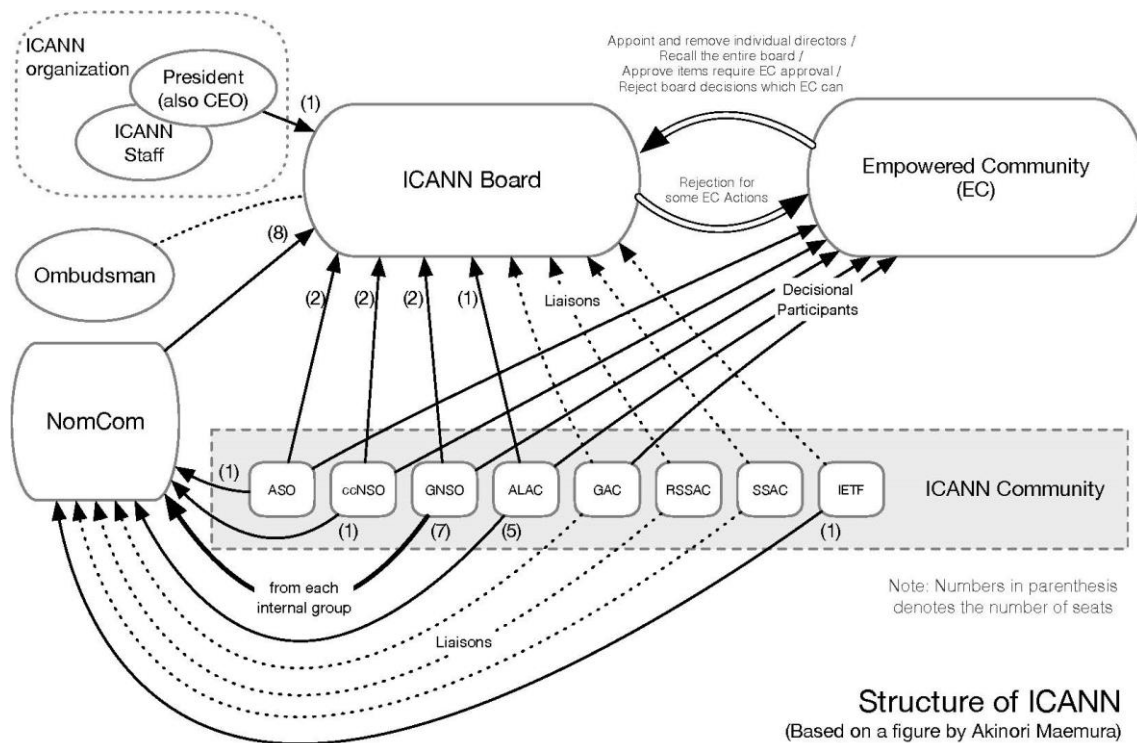 ICANN
organization
President
(also CEO)
ICANN
Staff
(1)
Appoint and remove individual directors /
Recall the entire board /
Approve items require EC approval /
Reject board decisions which EC can
ICANN Board
Rejection for
some EC Actions
Empowered Community
(EC)
Ombudsman
(8)
(2)
(2)
(2)
(1)
Liaisons
Decisional
Participants
NomCom
(1)
ASO
ccNSO
GNSO
ALAC
GAC
RSSAC
SSAC
IETF
ICANN Community
(1)
(7)
(5)
(1)
from each
internal group
Liaisons
Note: Numbers in parenthesis
denotes the number of seats
Structure of ICANN
(Based on a figure by Akinori Maemura)